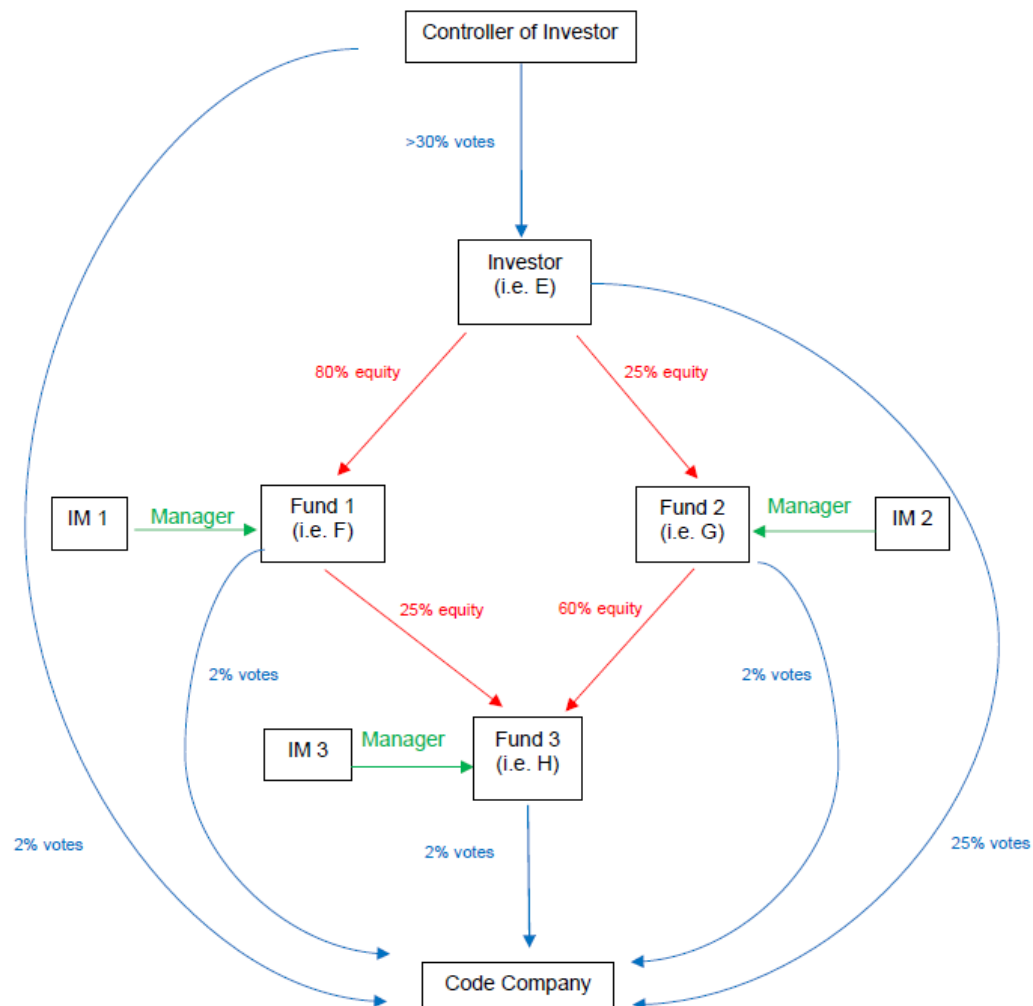 Controller of Investor
>30% votes
Investor
(i.e. E)
80% equity
25% equity
IM 1
Manager
Fund 1
(i.e. F)
Fund 2
(i.e. G)
Manager
IM 2
25% equity
60% equity
2% votes
2% votes
IM 3
Manager
Fund 3
(i.e. H)
2% votes
2% votes
25% votes
Code Company